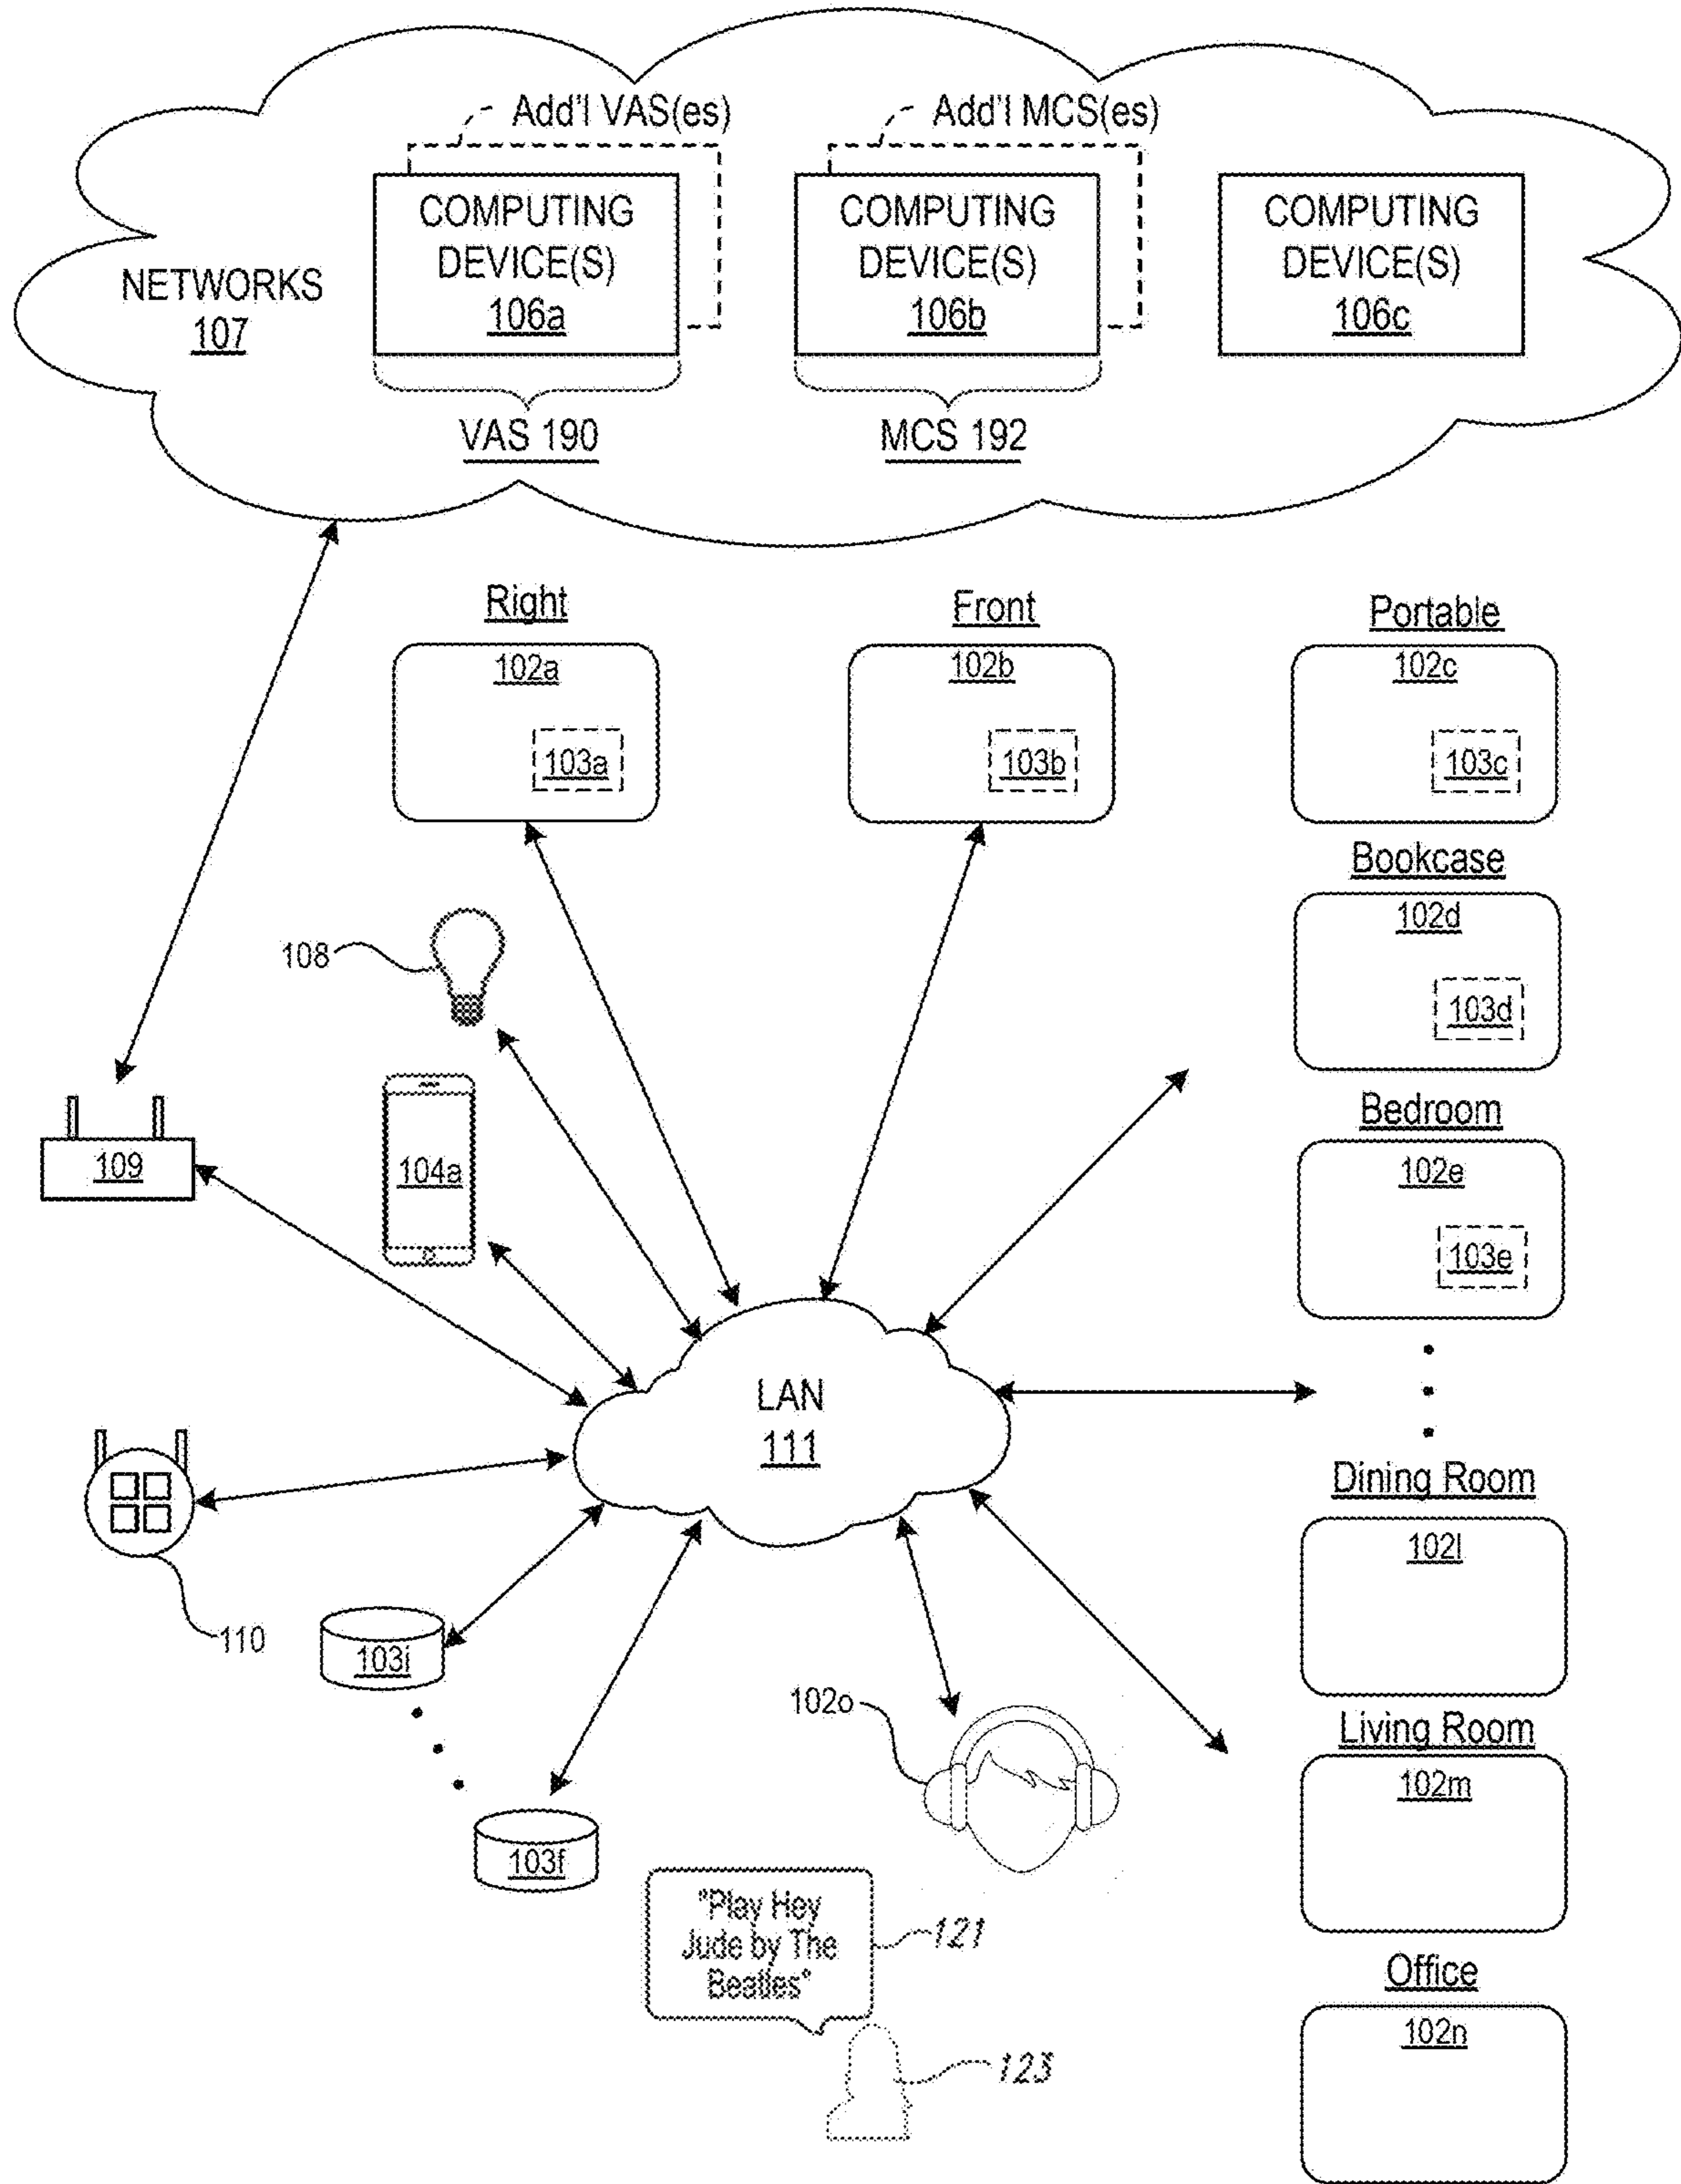 Add'l VAS(es)
Add'l MCS(es)
COMPUTING
DEVICE(S)
106a
COMPUTING
DEVICE(S)
106b
COMPUTING
DEVICE(S)
106c
NETWORKS
107
VAS 190
MCS 192
Right
102a
103a
Front
102b
103b
Portable
102c
103c
Bookcase
102d
103d
108
104a
109
Bedroom
102e
103e
LAN
111
110
Dining Room
102l
103i
102o
Living Room
102m
103f
"Play Hey
Jude by The
Beatles"
121
123
Office
102n